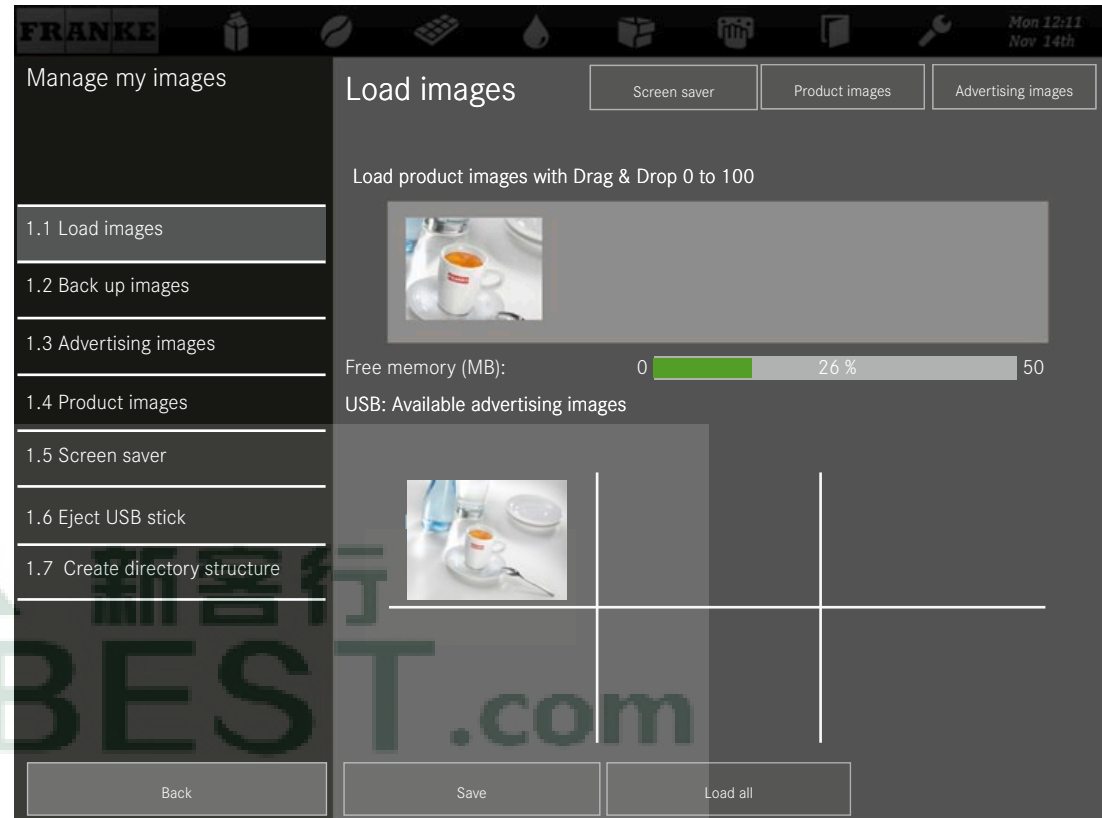 FRANKE
Mon 12:11
Nov 14th
Manage my images
Load images
Screen saver
Product images
Advertising images
Load product images with Drag & Drop 0 to 100
1.1 Load images
1.2 Back up images
1.3 Advertising images
1.4 Product images
1.5 Screen saver
1.6 Eject USB stick
1.7 Create directory structure
Free memory (MB):
0
26 %
50
USB: Available advertising images
新客行
BEST.com
Back
Save
Load all